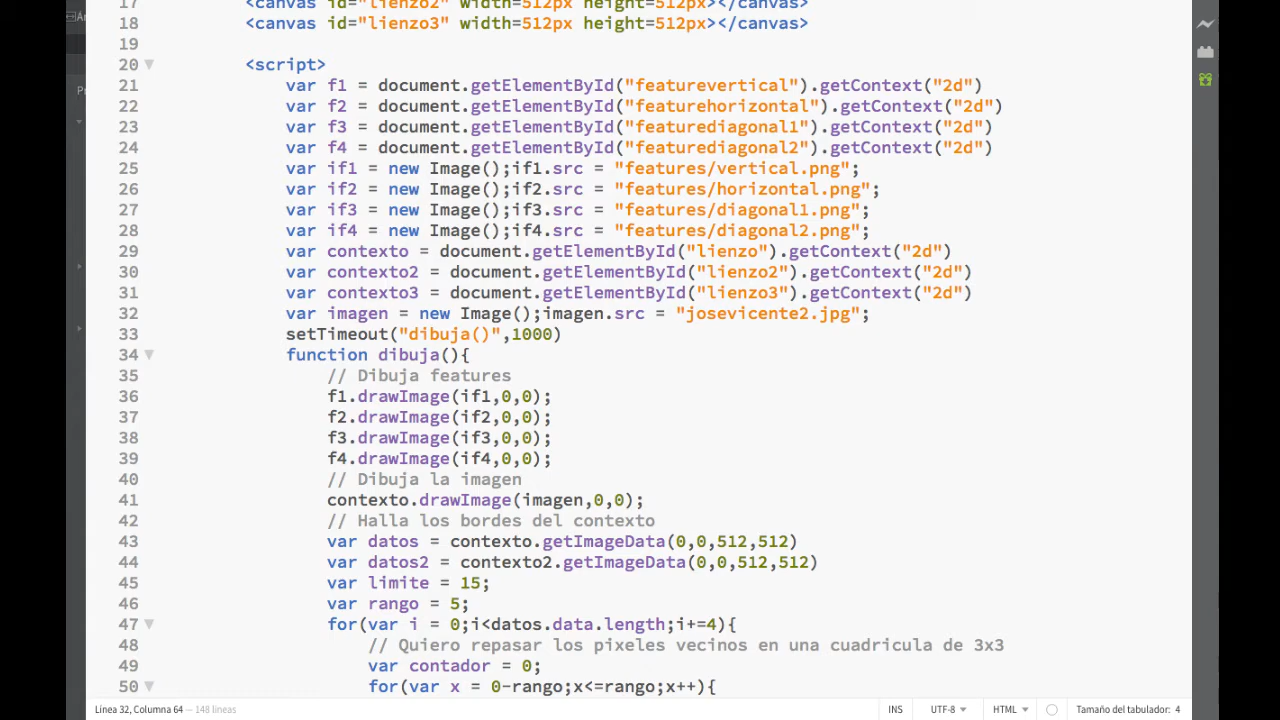 Ár
Pr
17 <canvas id="lienzo2" width=512px height=512px></canvas>
18 <canvas id="lienzo3" width=512px height=512px></canvas>
19
20 <script>
21 var f1 = document.getElementById("featurevertical").getContext("2d")
22 var f2 = document.getElementById("featurehorizontal").getContext("2d")
23 var f3 = document.getElementById("featurediagonal1").getContext("2d")
24 var f4 = document.getElementById("featurediagonal2").getContext("2d")
25 var if1 = new Image();if1.src = "features/vertical.png";
26 var if2 = new Image();if2.src = "features/horizontal.png";
27 var if3 = new Image();if3.src = "features/diagonal1.png";
28 var if4 = new Image();if4.src = "features/diagonal2.png";
29 var contexto = document.getElementById("lienzo").getContext("2d")
30 var contexto2 = document.getElementById("lienzo2").getContext("2d")
31 var contexto3 = document.getElementById("lienzo3").getContext("2d")
32 var imagen = new Image();imagen.src = "josevicente2.jpg";
33 setTimeout("dibuja()",1000)
34 function dibuja(){
35 // Dibuja features
36 f1.drawImage(if1,0,0);
37 f2.drawImage(if2,0,0);
38 f3.drawImage(if3,0,0);
39 f4.drawImage(if4,0,0);
40 // Dibuja la imagen
41 contexto.drawImage(imagen,0,0);
42 // Halla los bordes del contexto
43 var datos = contexto.getImageData(0,0,512,512)
44 var datos2 = contexto2.getImageData(0,0,512,512)
45 var limite = 15;
46 var rango = 5;
47 for(var i = 0;i<datos.data.length;i+=4){
48 // Quiero repasar los pixeles vecinos en una cuadricula de 3x3
49 var contador = 0;
50 for(var x = 0-rango;x<=rango;x++){
Línea 32, Columna 64 — 148 líneas INS UTF-8 HTML Tamaño del tabulador: 4